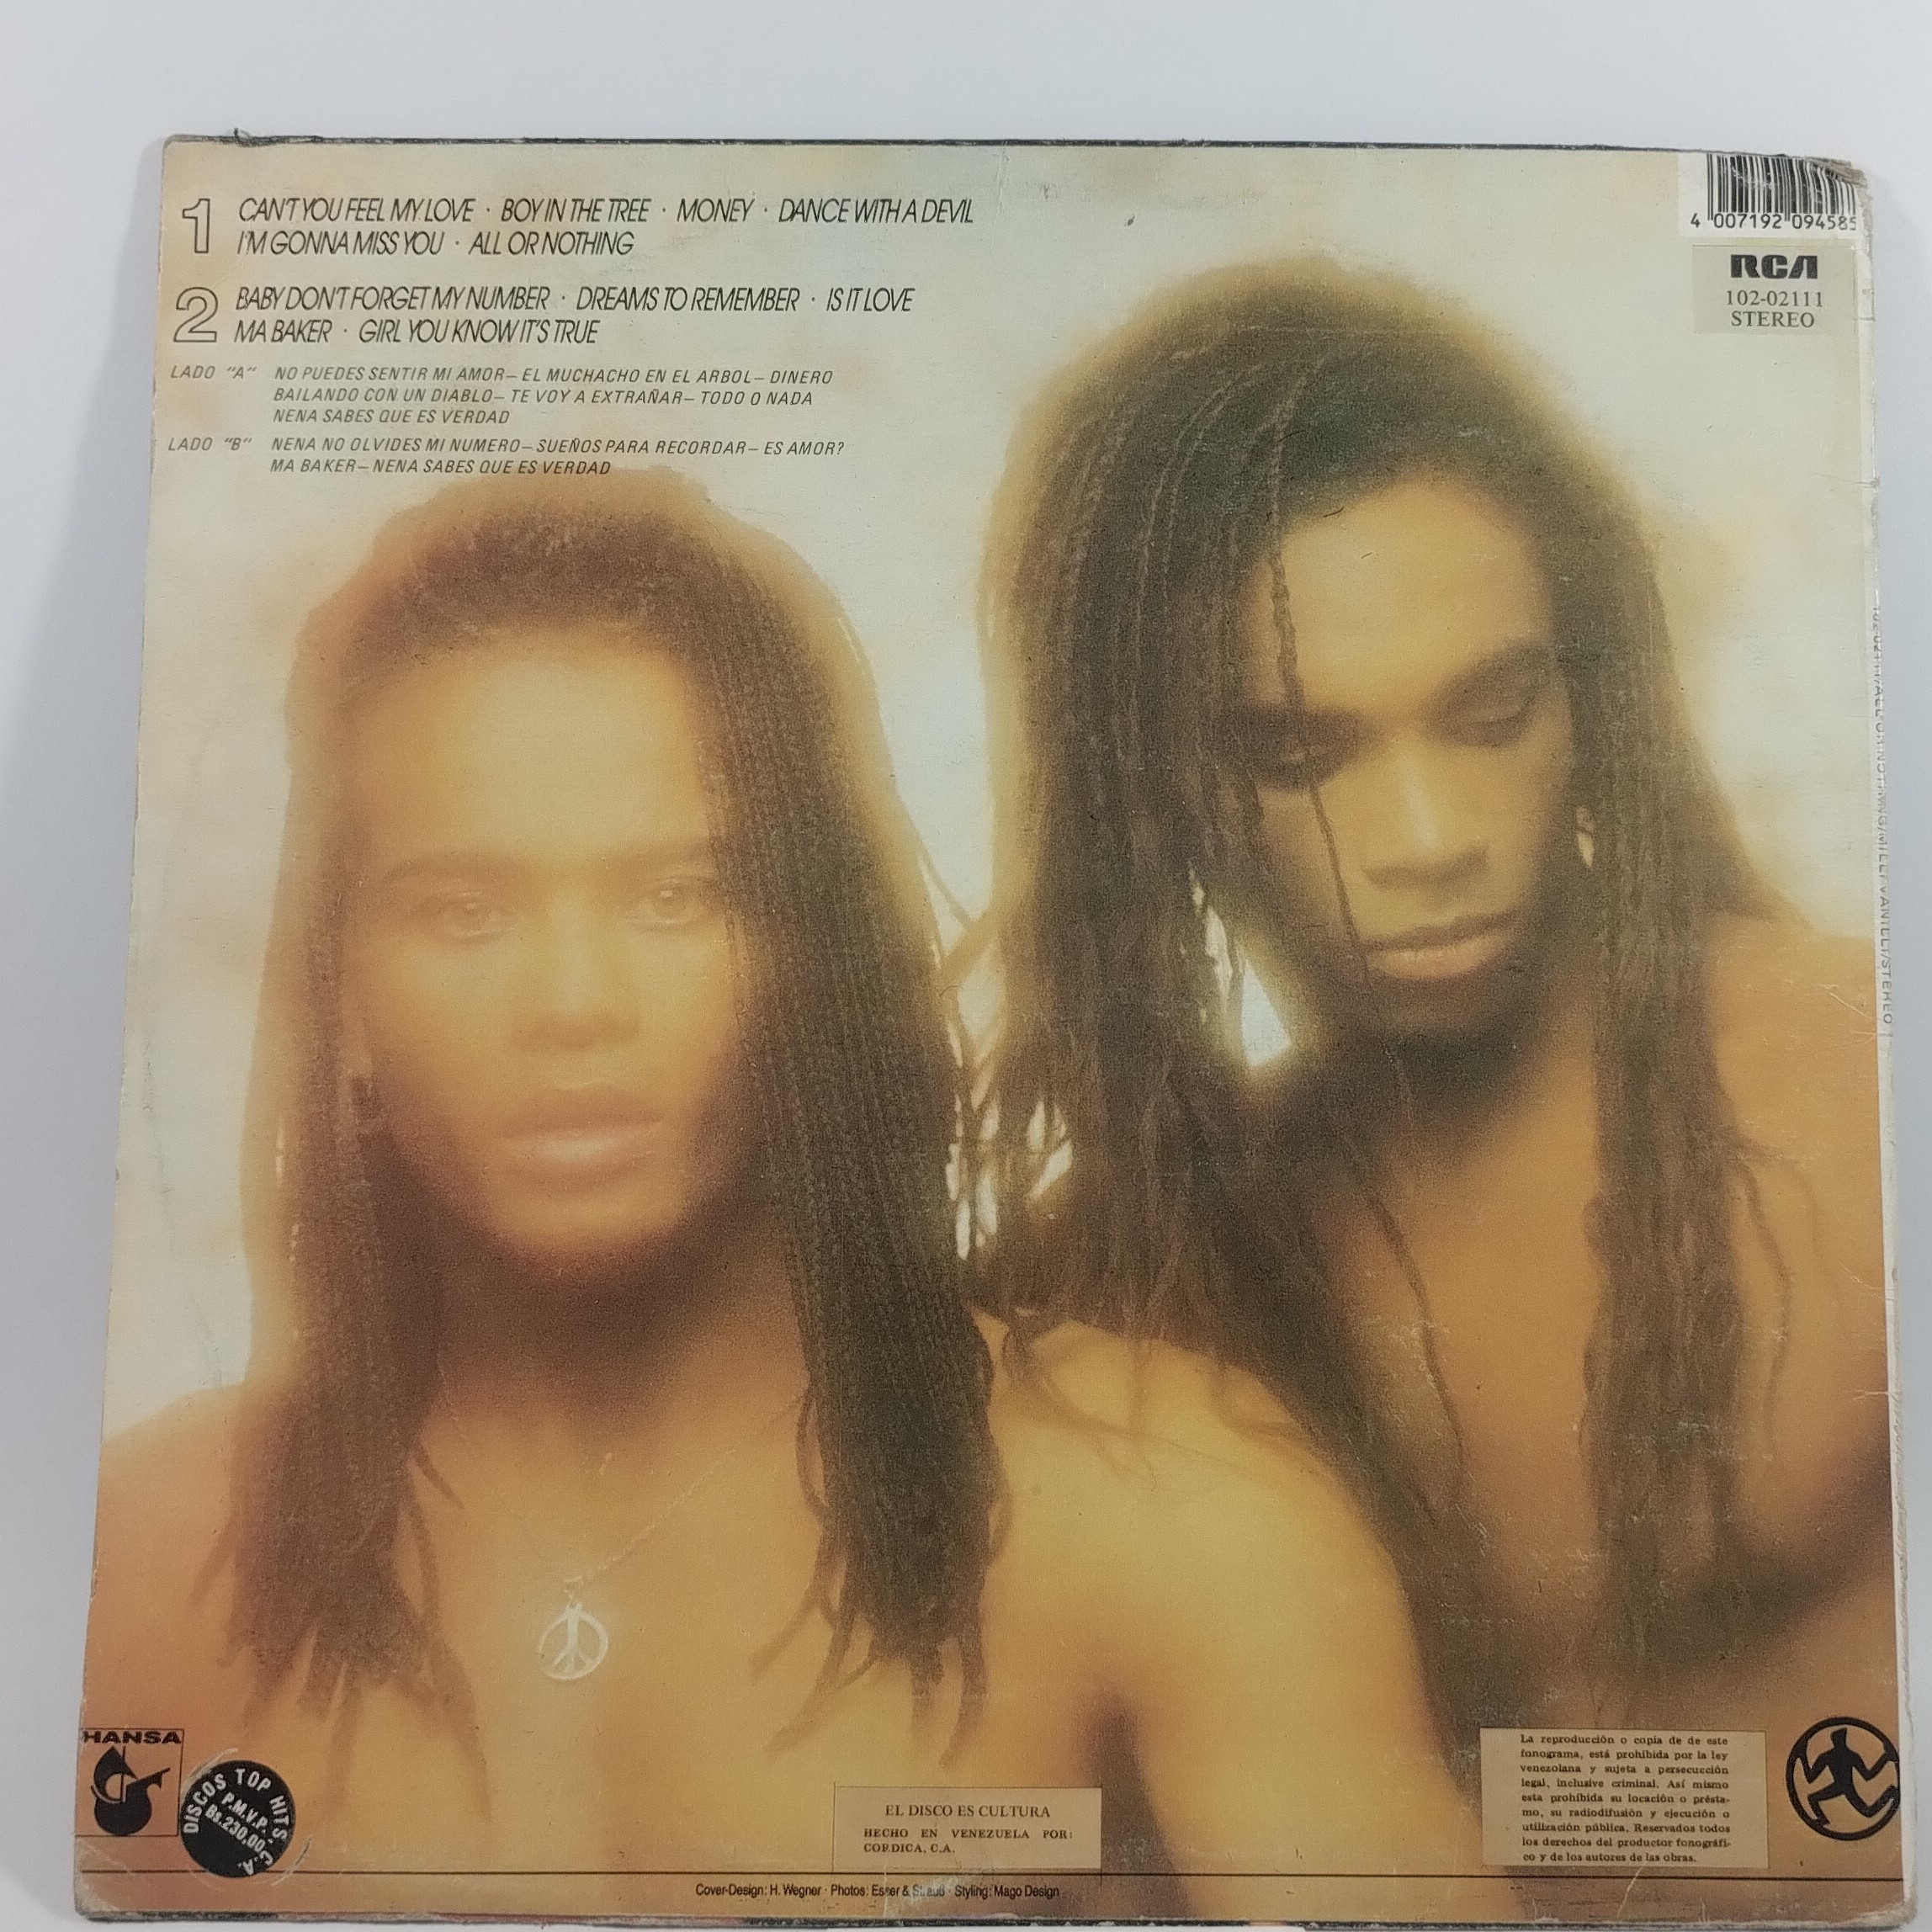 1 CAN'T YOU FEEL MY LOVE · BOY IN THE TREE · MONEY · DANCE WITH A DEVIL
I'M GONNA MISS YOU · ALL OR NOTHING
2 BABY DON'T FORGET MY NUMBER · DREAMS TO REMEMBER · IS IT LOVE
MA BAKER · GIRL YOU KNOW IT'S TRUE
LADO "A" NO PUEDES SENTIR MI AMOR– EL MUCHACHO EN EL ARBOL– DINERO
BAILANDO CON UN DIABLO– TE VOY A EXTRAÑAR– TODO O NADA
NENA SABES QUE ES VERDAD
LADO "B" NENA NO OLVIDES MI NUMERO– SUEÑOS PARA RECORDAR– ES AMOR?
MA BAKER– NENA SABES QUE ES VERDAD
4 007192 094585
RCA
102-02111
STEREO
MILLI VANILLI/STEREO
HANSA
DISCOS TOP HITS C.A.
P.M.V.P.
Bs.230,00
EL DISCO ES CULTURA
HECHO EN VENEZUELA POR:
CORDICA, C.A.
La reproducción o copia de de este
fonograma, está prohibida por la ley
venezolana y sujeta a persecucción
legal, inclusive criminal. Así mismo
esta prohibida su locación o présta-
mo, su radiodifusión y ejecución o
utilización pública. Reservados todos
los derechos del productor fonográfi-
co y de los autores de las obras.
Cover-Design: H. Wegner · Photos: Esser & · Styling: Mago Design